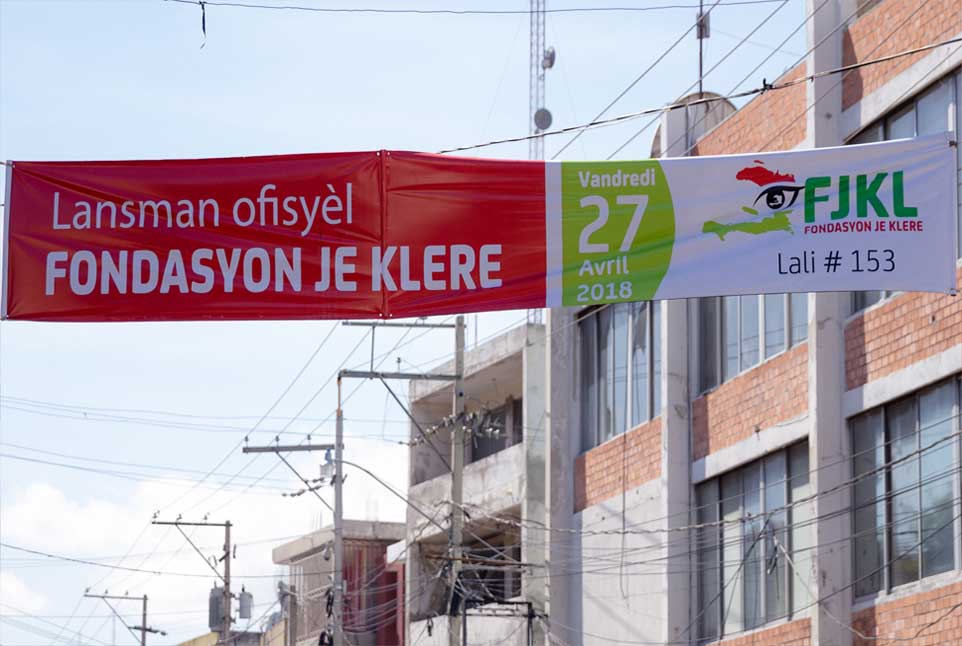 Lansman ofisyèl
FONDASYON JE KLERE
Vandredi
27
Avril
2018
FJKL
FONDASYON JE KLERE
Lali # 153